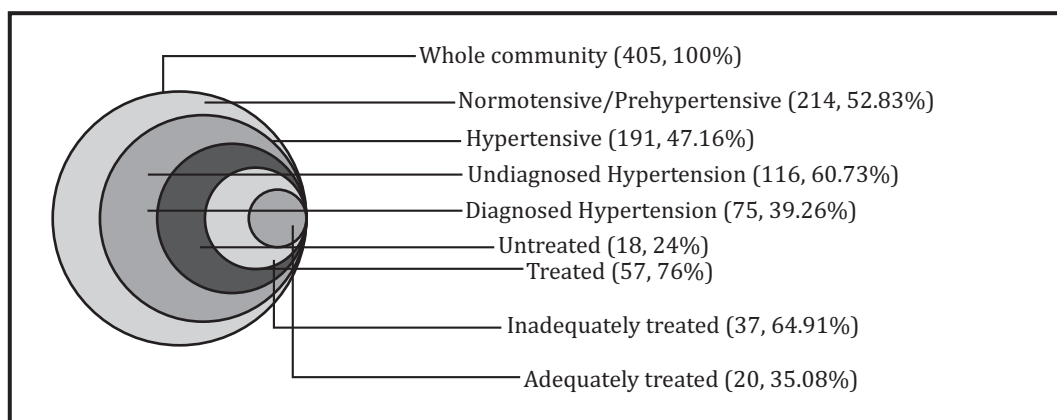 Whole community (405, 100%)
Normotensive/Prehypertensive (214, 52.83%)
Hypertensive (191, 47.16%)
Undiagnosed Hypertension (116, 60.73%)
Diagnosed Hypertension (75, 39.26%)
Untreated (18, 24%)
Treated (57, 76%)
Inadequately treated (37, 64.91%)
Adequately treated (20, 35.08%)